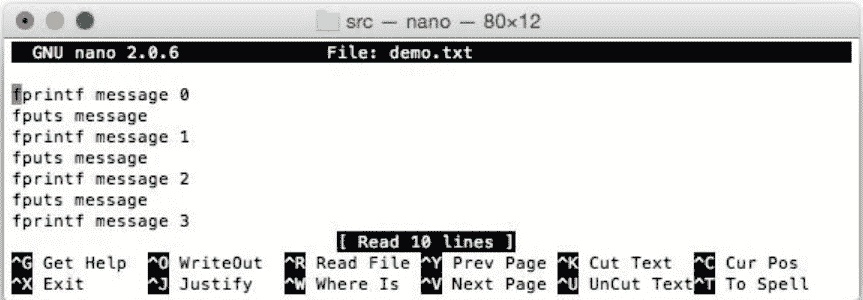 src — nano — 80×12
GNU nano 2.0.6 File: demo.txt
fprintf message 0
fputs message
fprintf message 1
fputs message
fprintf message 2
fputs message
fprintf message 3
[ Read 10 lines ]
^G Get Help ^O WriteOut ^R Read File ^Y Prev Page ^K Cut Text ^C Cur Pos
^X Exit ^J Justify ^W Where Is ^V Next Page ^U UnCut Text ^T To Spell